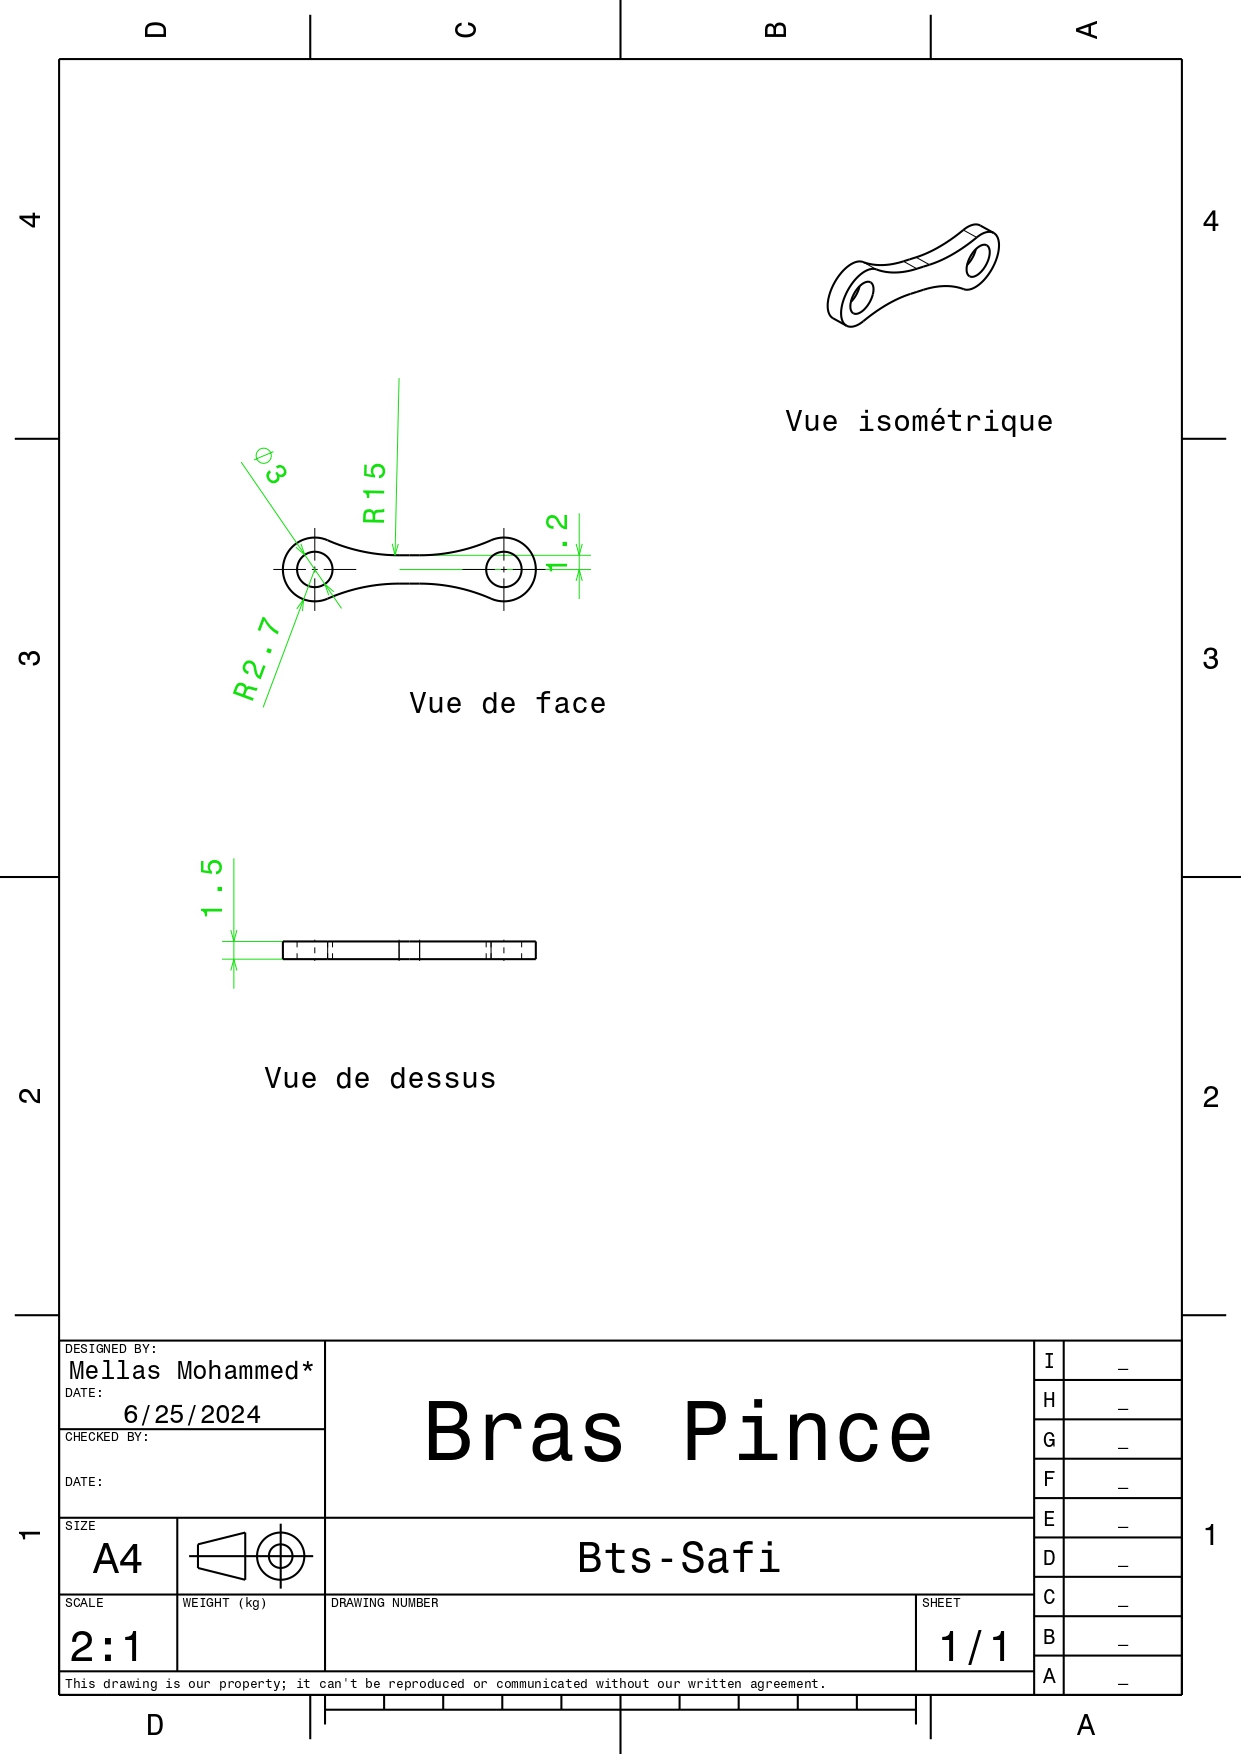 D C B A
4 4
Vue isométrique
⌀3
R15
1.2
R2.7
3 3
Vue de face
1.5
Vue de dessus
2 2
DESIGNED BY:
Mellas Mohammed*
DATE:
6/25/2024
CHECKED BY:
DATE:
Bras Pince
I _
H _
G _
F _
E _
D _
C _
B _
A _
1 1
SIZE
A4
Bts-Safi
SCALE
2:1
WEIGHT (kg)
DRAWING NUMBER
SHEET
1/1
This drawing is our property; it can't be reproduced or communicated without our written agreement.
D A